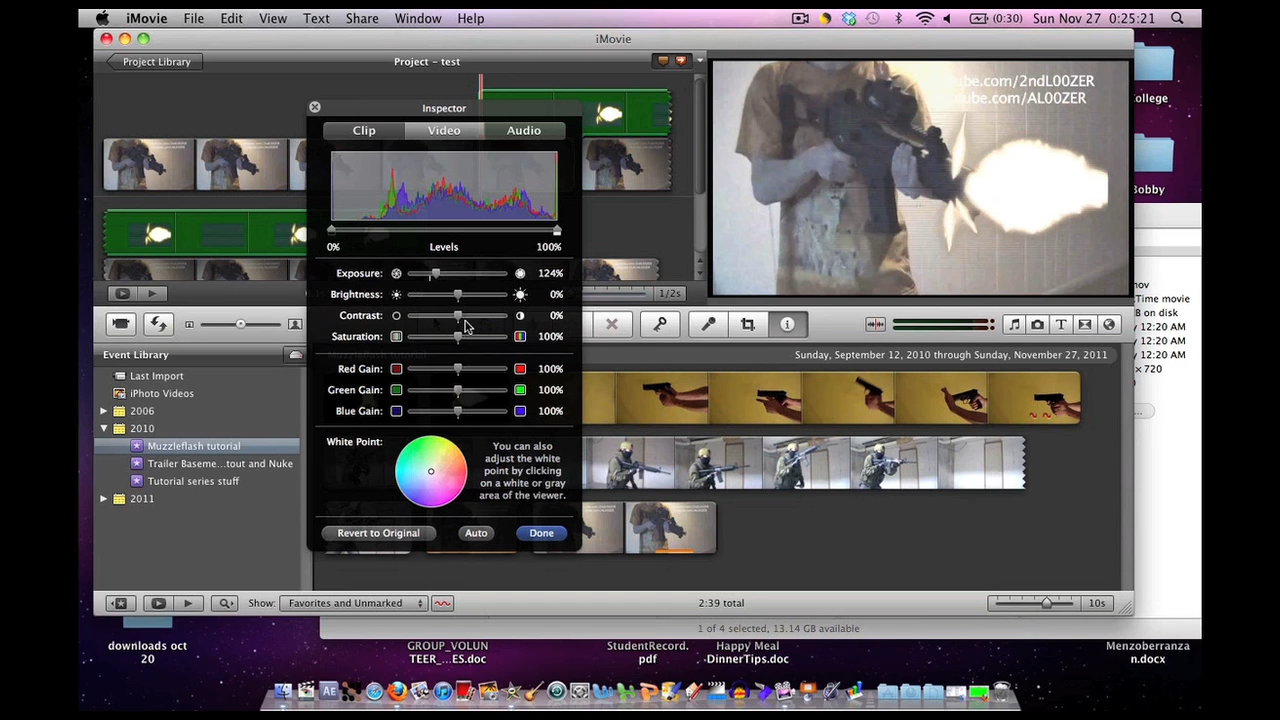 iMovie File Edit View Text Share Window Help
(0:30) Sun Nov 27 0:25:21
iMovie
Project Library
Project - test
Inspector
Clip Video Audio
0% Levels 100%
Exposure: 124%
Brightness: 0%
Contrast: 0%
Saturation: 100%
Red Gain: 100%
Green Gain: 100%
Blue Gain: 100%
White Point:
You can also
adjust the white
point by clicking
on a white or gray
area of the viewer.
Revert to Original Auto Done
ube.com/2ndL00ZER
ube.com/AL00ZER
1/2s
Event Library
Last Import
iPhoto Videos
2006
2010
Muzzleflash tutorial
Trailer Baseme...tout and Nuke
Tutorial series stuff
2011
Sunday, September 12, 2010 through Sunday, November 27, 2011
Show: Favorites and Unmarked
2:39 total
10s
1 of 4 selected, 13.14 GB available
College
Bobby
mov
Time movie
B on disk
12:20 AM
12:20 AM
12:20 AM
× 720
downloads oct
20
GROUP_VOLUN
TEER_...ES.doc
StudentRecord.
pdf
Happy Meal
DinnerTips.doc
Menzoberranza
n.docx
AE